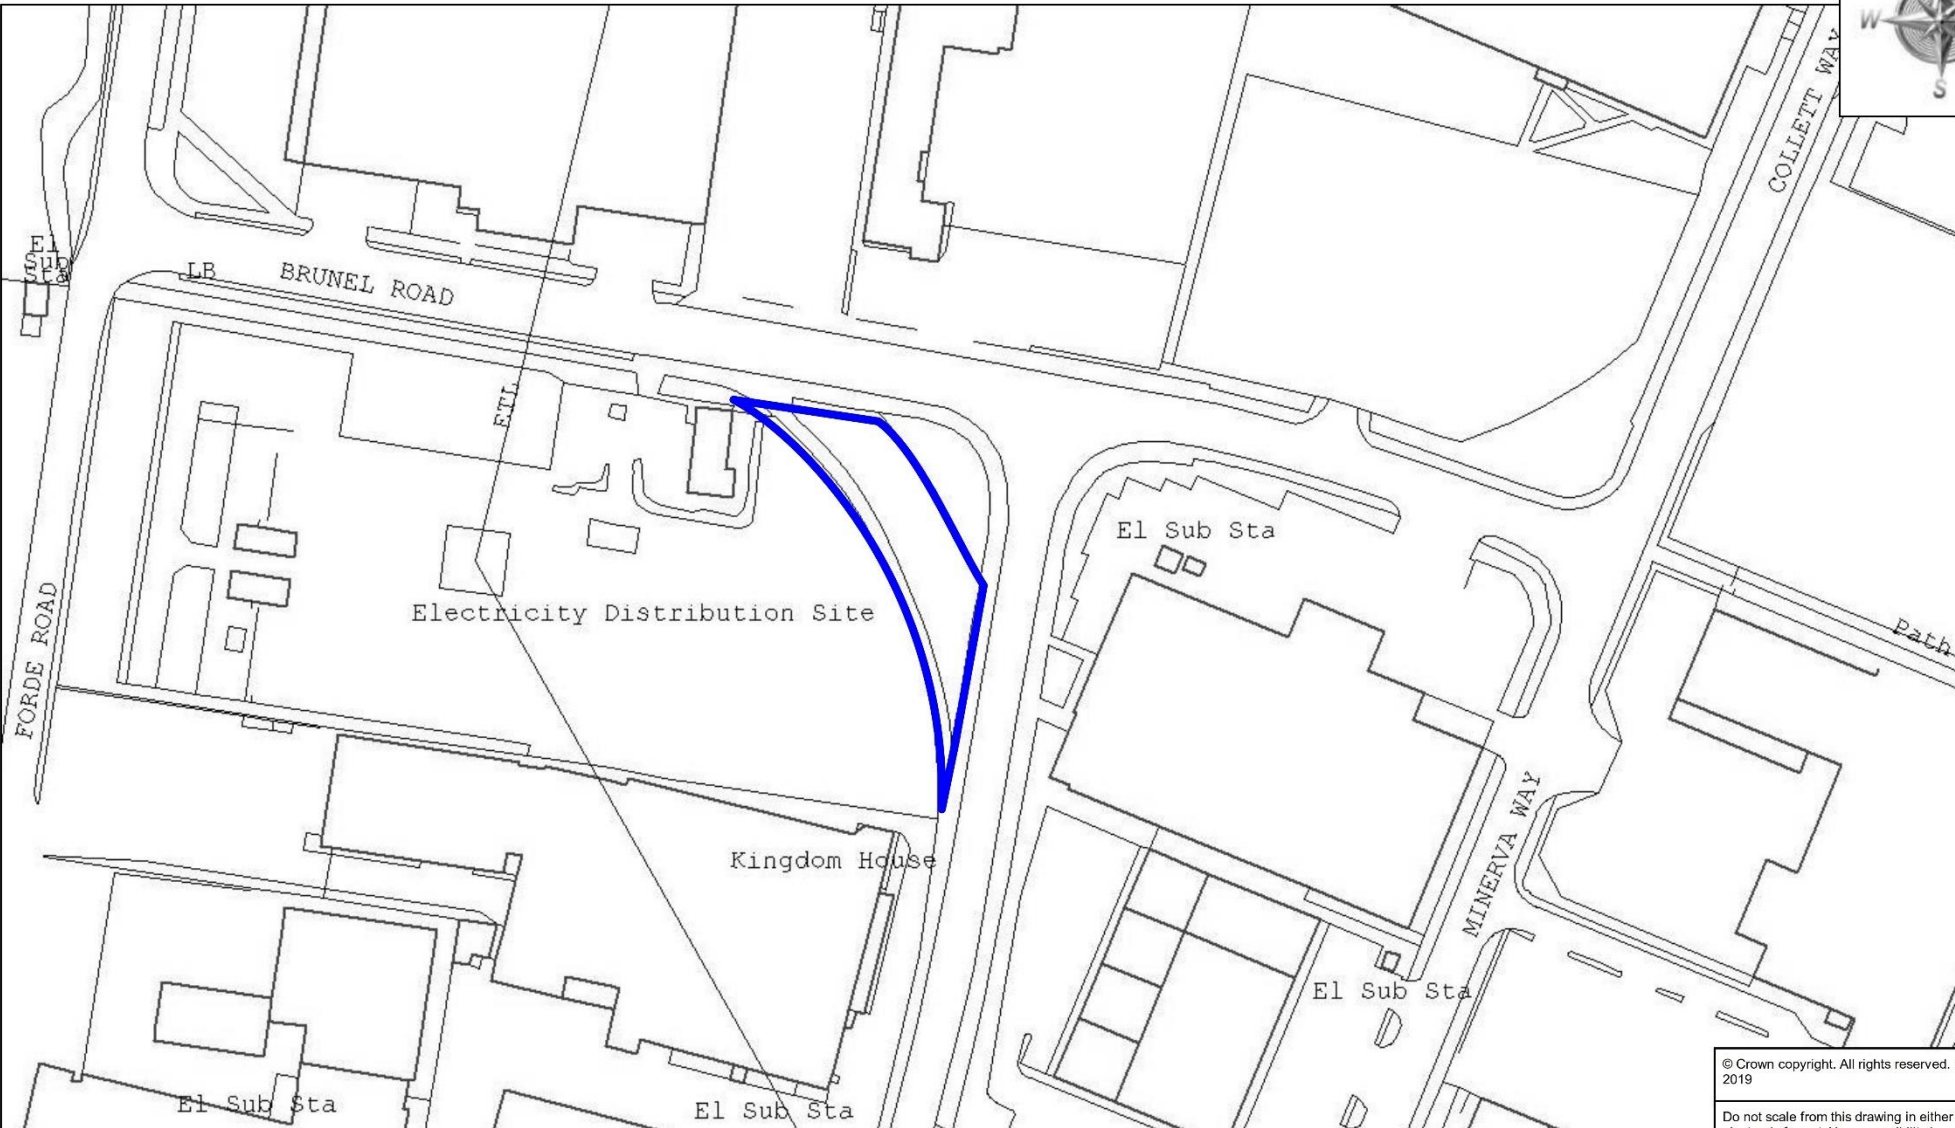 W
S
COLLETT WAY
El
Sub
Sta
LB
BRUNEL ROAD
ETL
El Sub Sta
Electricity Distribution Site
FORDE ROAD
Path
Kingdom House
MINERVA WAY
El Sub Sta
El Sub Sta
El Sub Sta
© Crown copyright. All rights reserved.
2019
Do not scale from this drawing in either